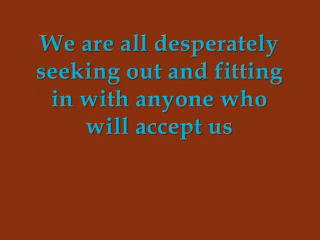 We are all desperately
seeking out and fitting
in with anyone who
will accept us